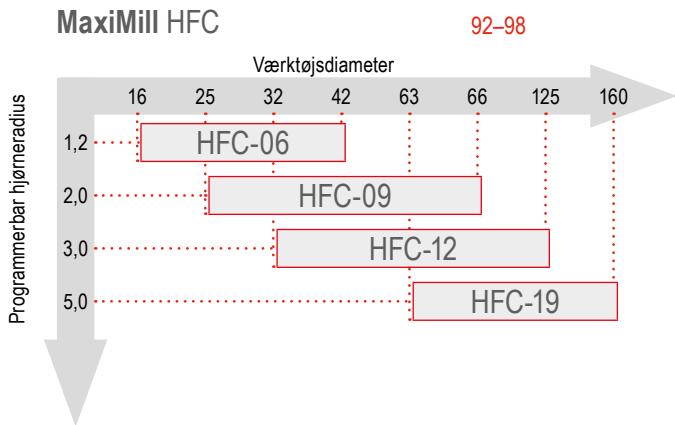 MaxiMill HFC 92–98
Værktøjsdiameter
16 25 32 42 63 66 125 160
Programmerbar hjørneradius
1,2 HFC-06
2,0 HFC-09
3,0 HFC-12
5,0 HFC-19